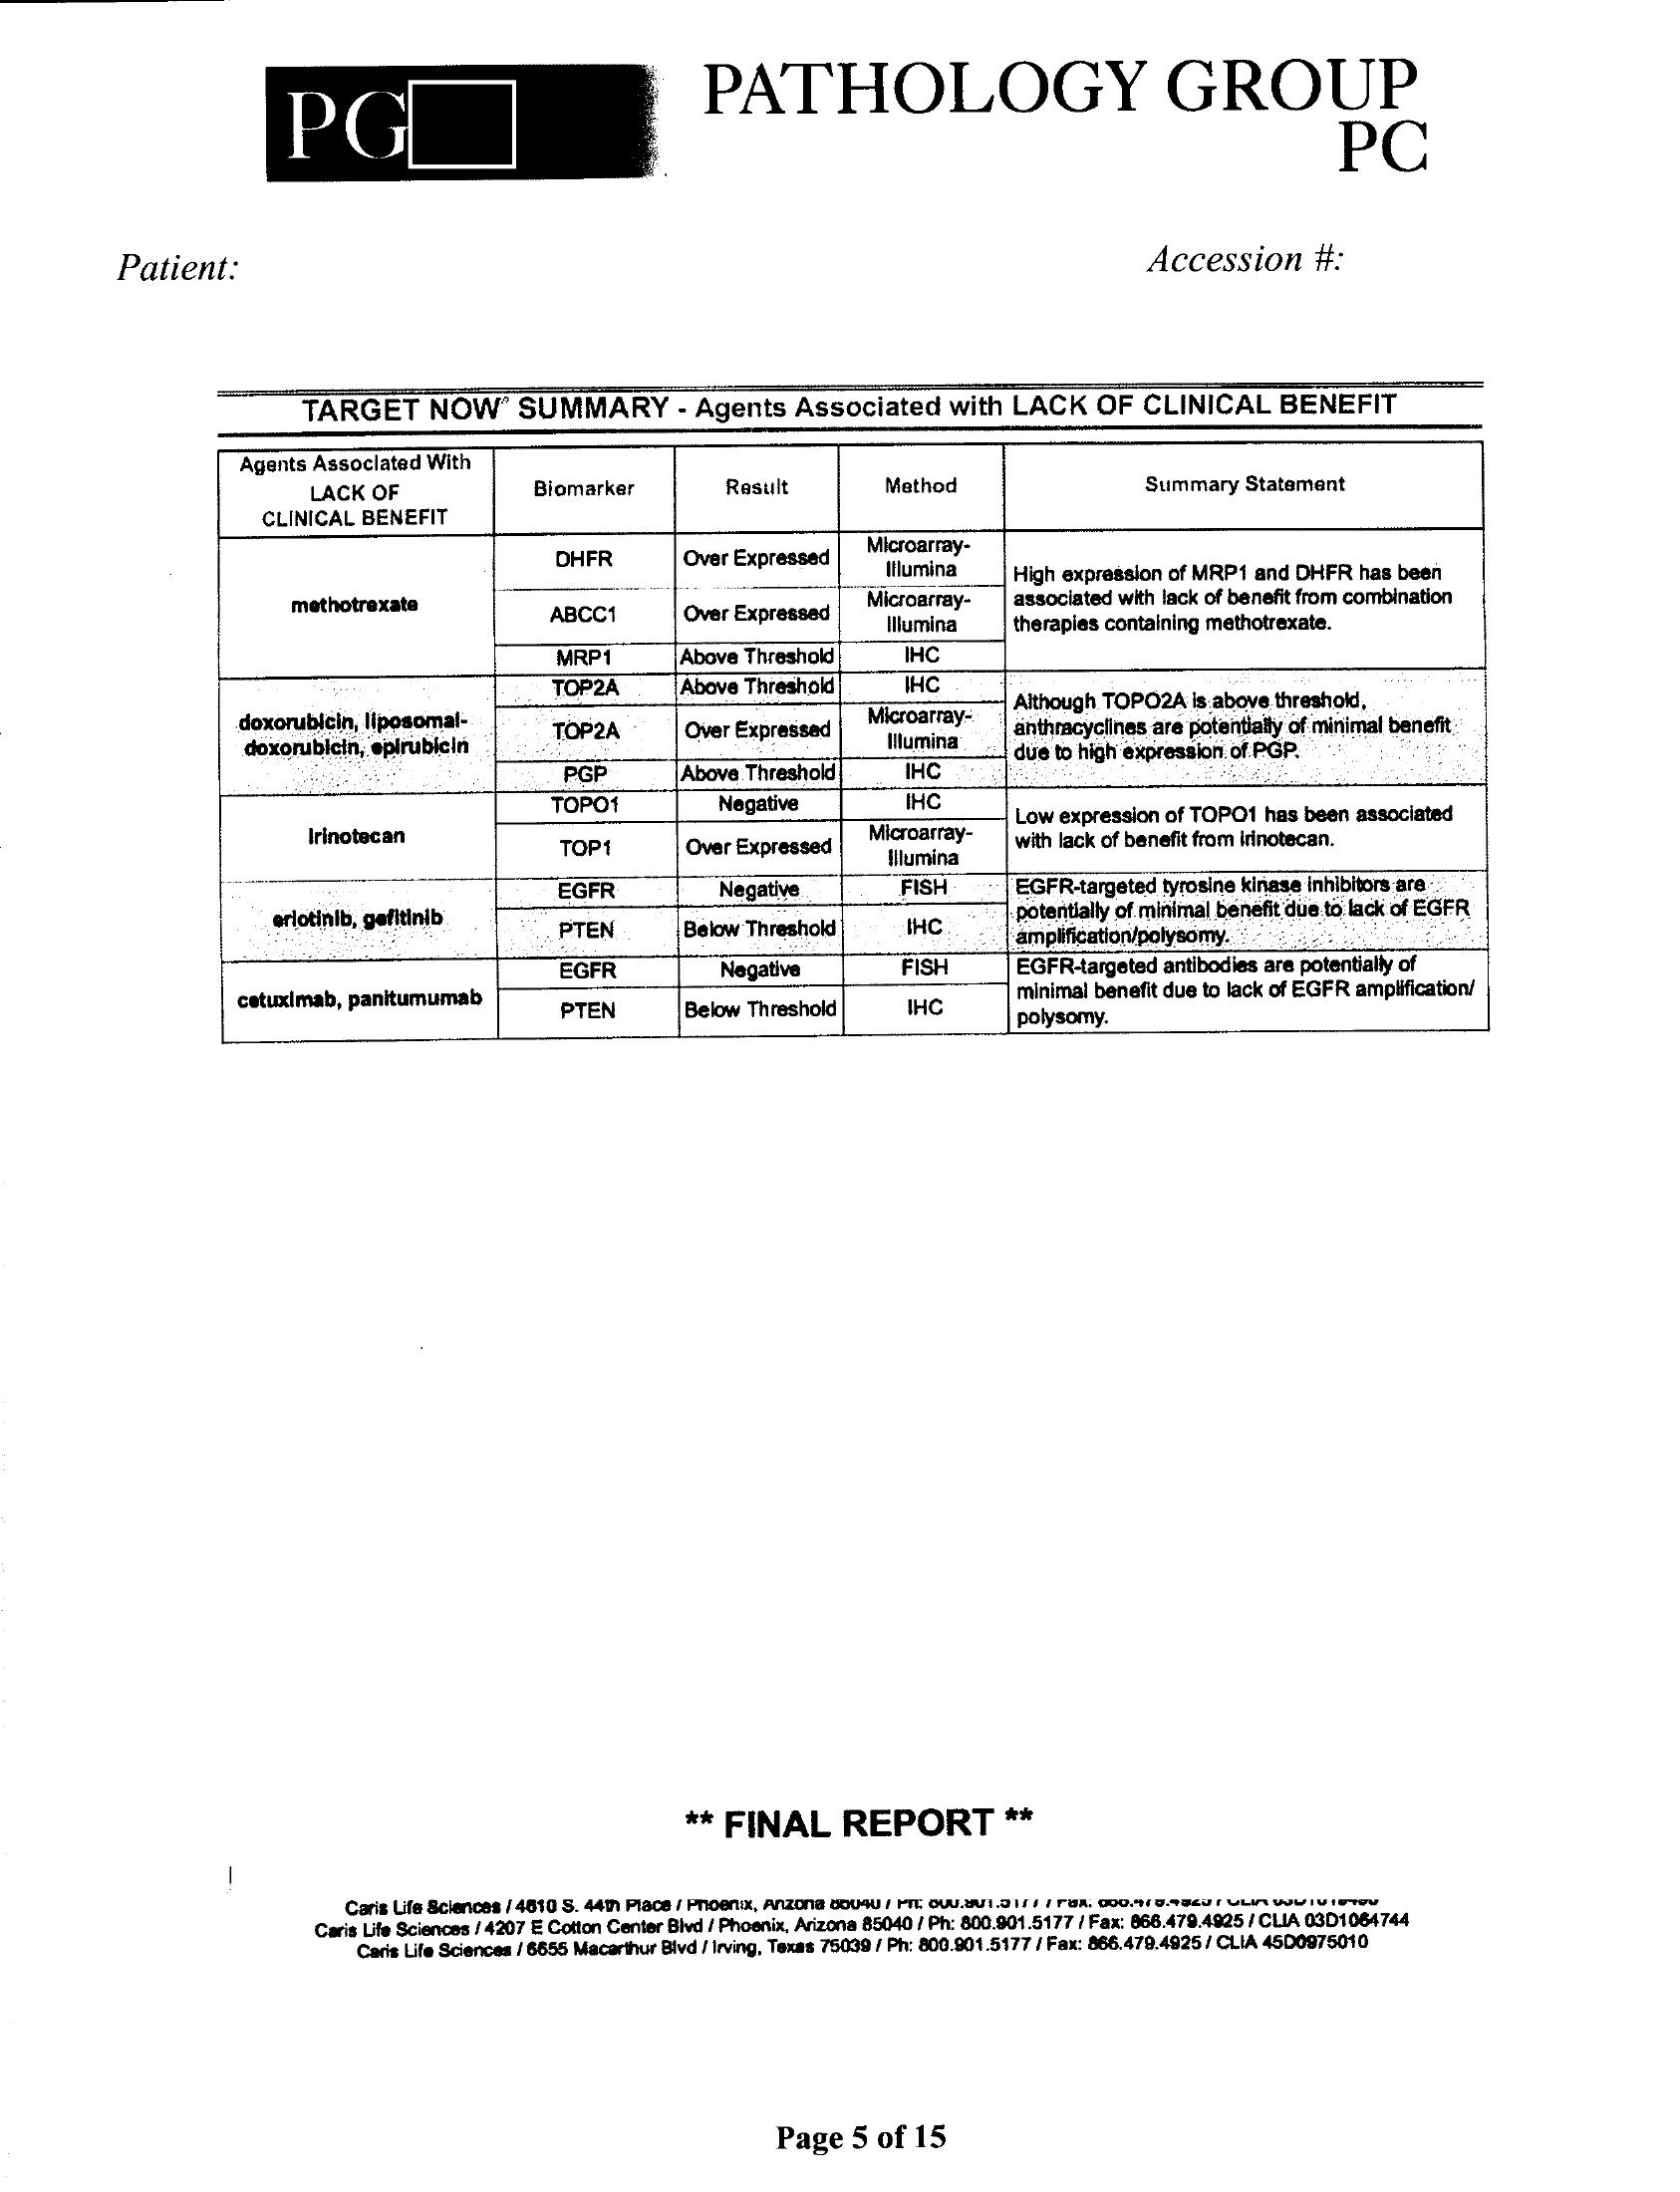 PG
PATHOLOGY GROUP
PC
Patient:
Accession #:
TARGET NOW® SUMMARY - Agents Associated with LACK OF CLINICAL BENEFIT
Agents Associated With
LACK OF
CLINICAL BENEFIT
Biomarker
Result
Method
Summary Statement
methotrexate
DHFR
Over Expressed
Microarray-
Illumina
ABCC1
Over Expressed
Microarray-
Illumina
MRP1
Above Threshold
IHC
High expression of MRP1 and DHFR has been
associated with lack of benefit from combination
therapies containing methotrexate.
doxorubicin, liposomal-
doxorubicin, epirubicin
TOP2A
Above Threshold
IHC
TOP2A
Over Expressed
Microarray-
Illumina
PGP
Above Threshold
IHC
Although TOPO2A is above threshold,
anthracyclines are potentially of minimal benefit
due to high expression of PGP.
Irinotecan
TOPO1
Negative
IHC
TOP1
Over Expressed
Microarray-
Illumina
Low expression of TOPO1 has been associated
with lack of benefit from irinotecan.
erlotinib, gefitinib
EGFR
Negative
FISH
PTEN
Below Threshold
IHC
EGFR-targeted tyrosine kinase inhibitors are
potentially of minimal benefit due to lack of EGFR
amplification/polysomy.
cetuximab, panitumumab
EGFR
Negative
FISH
PTEN
Below Threshold
IHC
EGFR-targeted antibodies are potentially of
minimal benefit due to lack of EGFR amplification/
polysomy.
** FINAL REPORT **
Caris Life Sciences / 4610 S. 44th Place / Phoenix, Arizona 85040 / Ph: 800.901.5177 / Fax: 866.479.4925 / CLIA
Caris Life Sciences / 4207 E Cotton Center Blvd / Phoenix, Arizona 85040 / Ph: 800.901.5177 / Fax: 866.479.4925 / CLIA 03D1064744
Caris Life Sciences / 6655 Macarthur Blvd / Irving, Texas 75039 / Ph: 800.901.5177 / Fax: 866.479.4925 / CLIA 45D0975010
Page 5 of 15